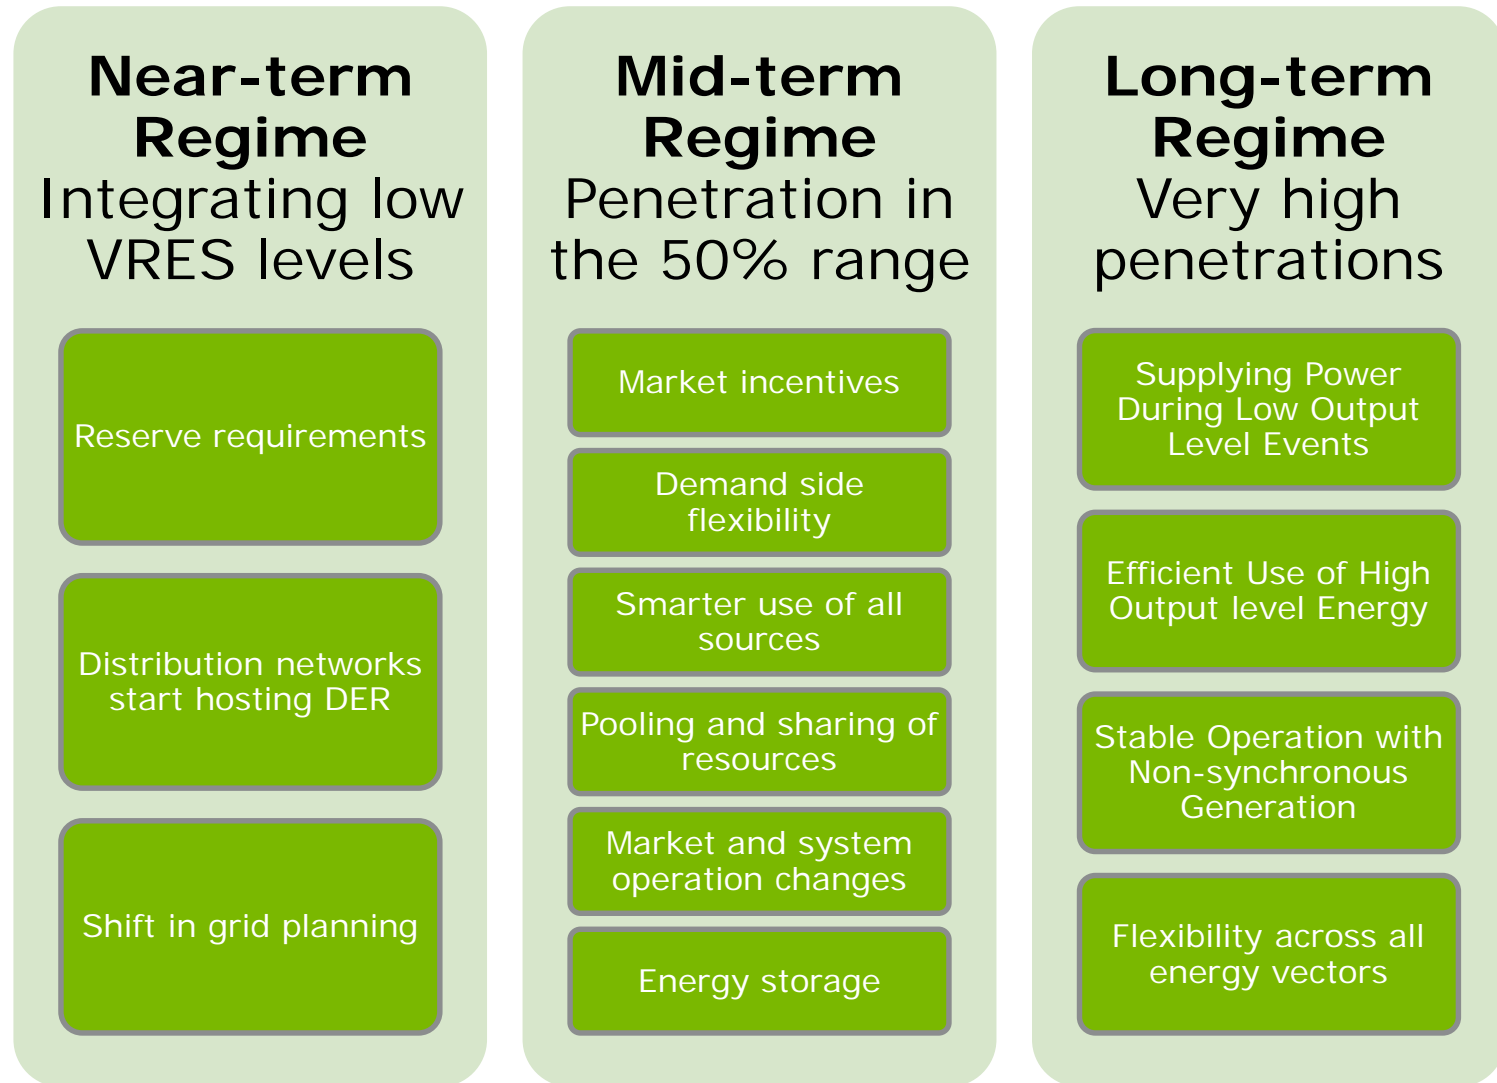 Near-term
Regime
Integrating low
VRES levels
Reserve requirements
Distribution networks
start hosting DER
Shift in grid planning
Mid-term
Regime
Penetration in
the 50% range
Market incentives
Demand side
flexibility
Smarter use of all
sources
Pooling and sharing of
resources
Market and system
operation changes
Energy storage
Long-term
Regime
Very high
penetrations
Supplying Power
During Low Output
Level Events
Efficient Use of High
Output level Energy
Stable Operation with
Non-synchronous
Generation
Flexibility across all
energy vectors